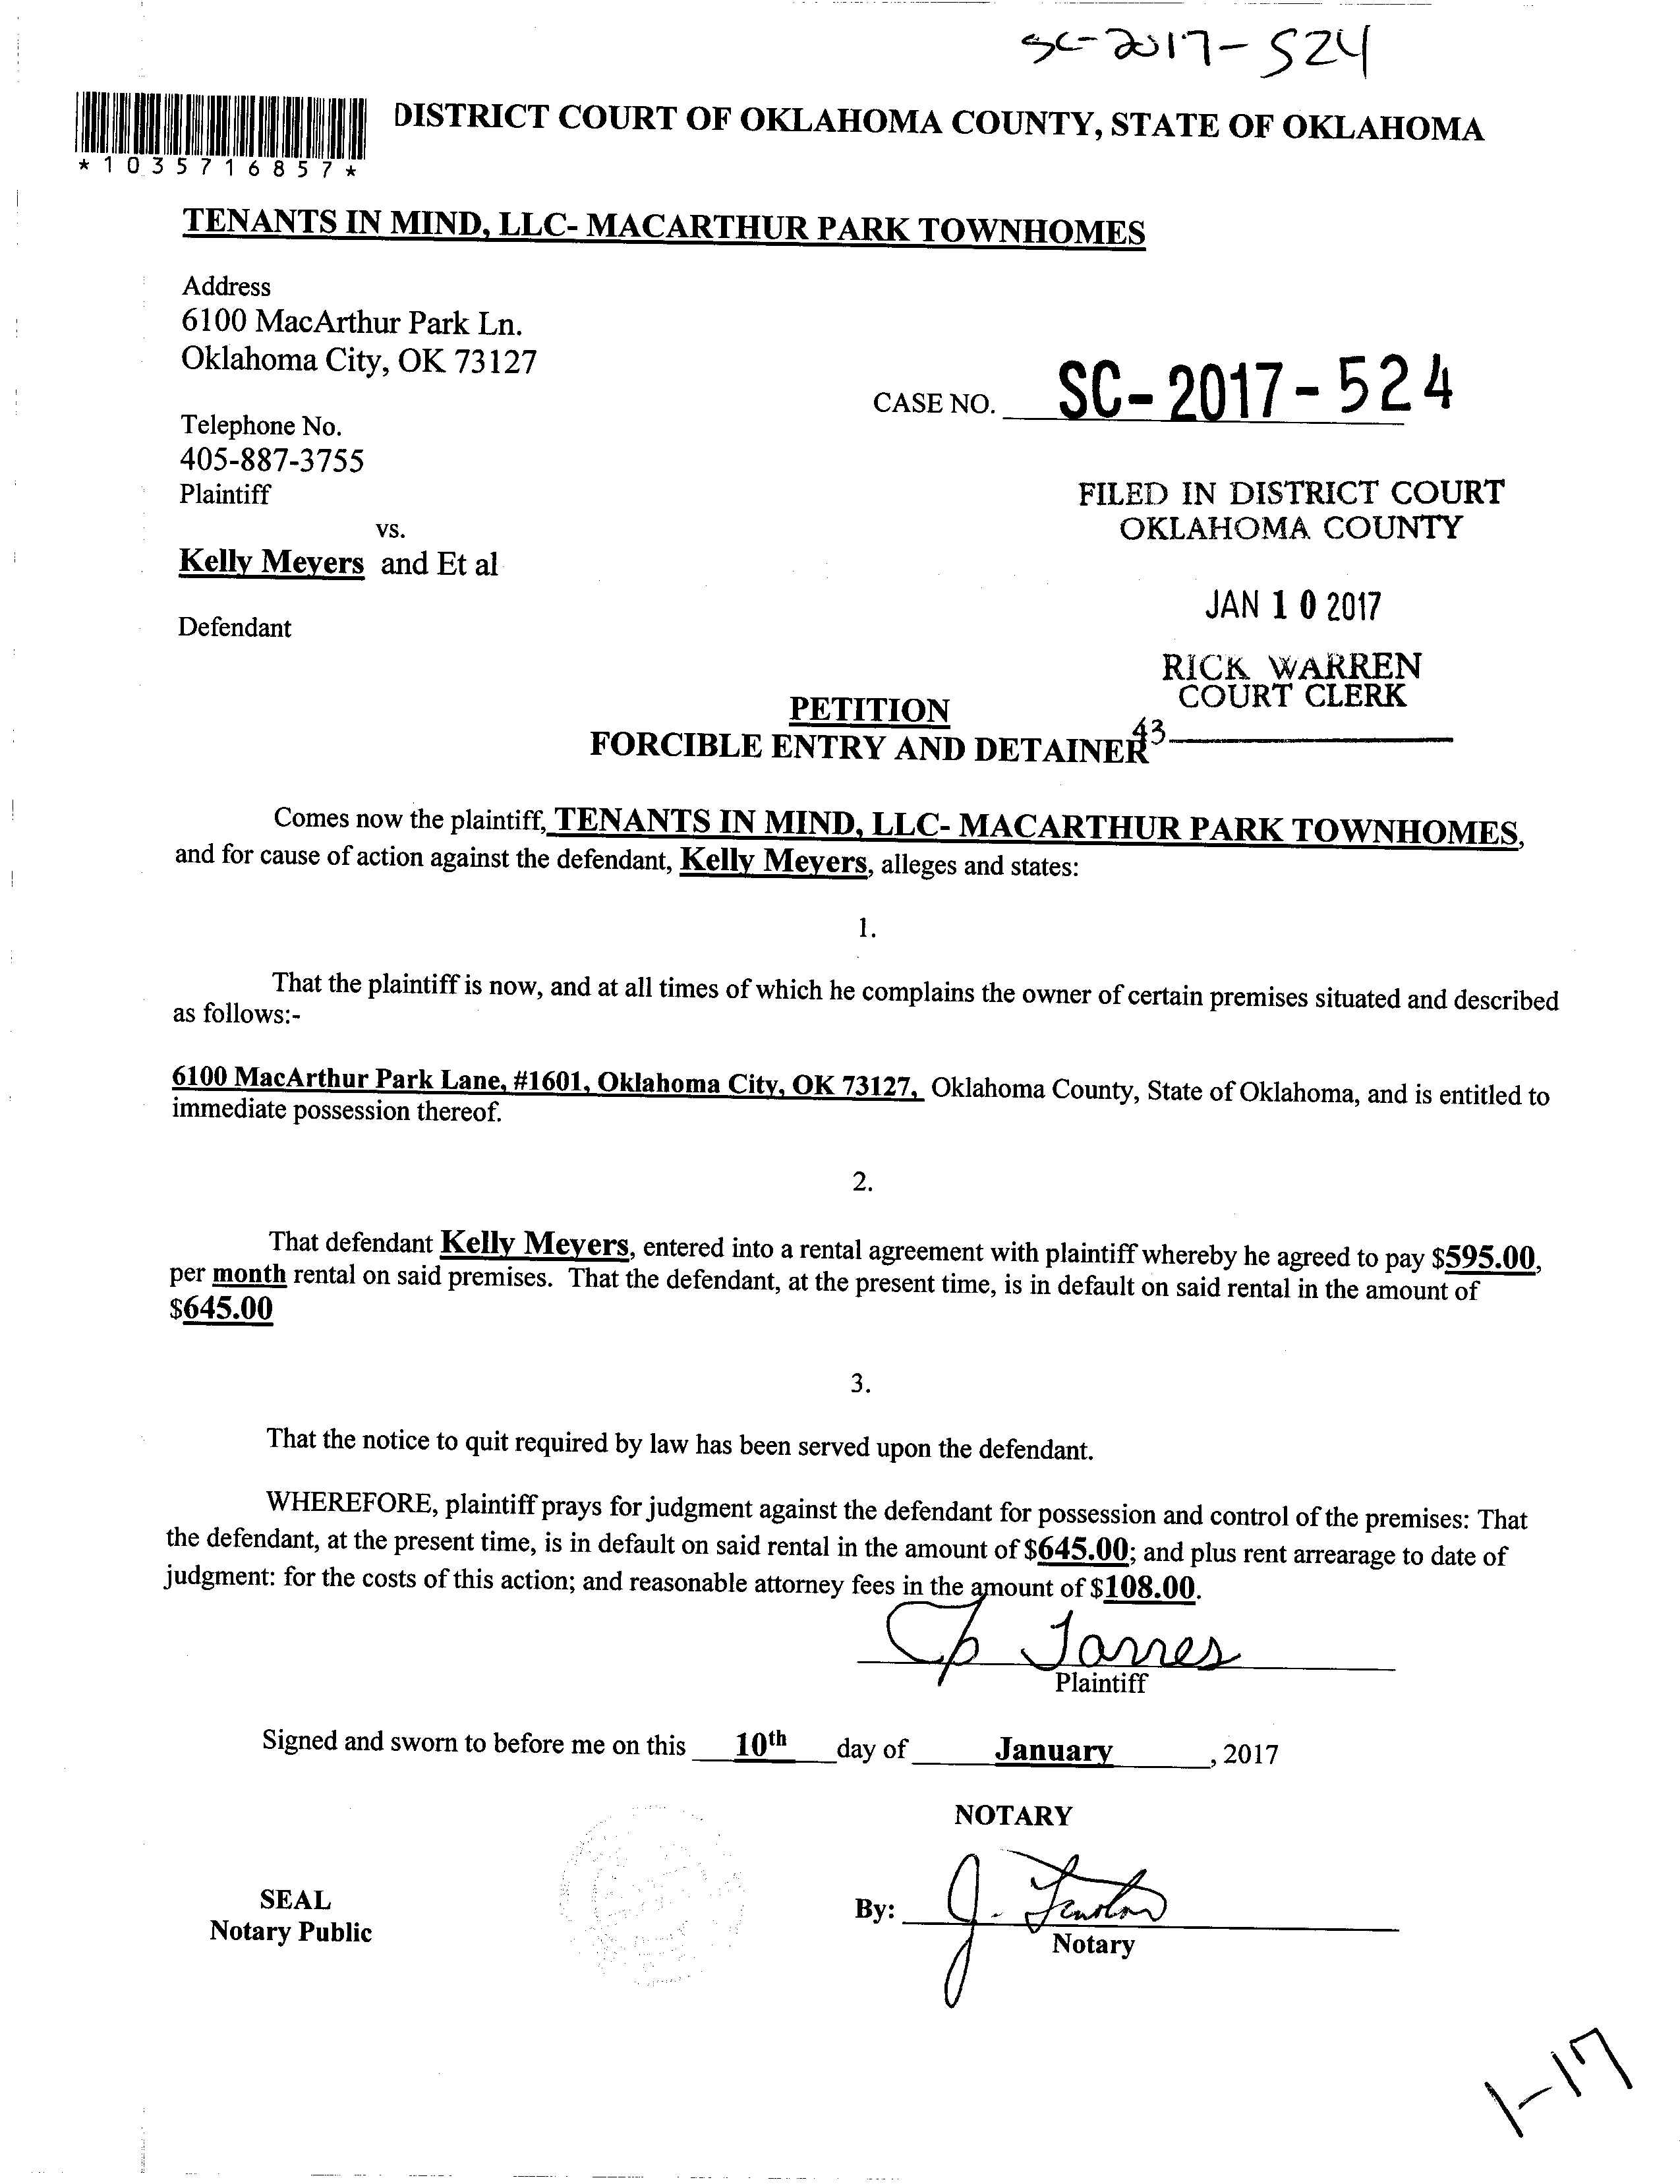 SC-2017-524
DISTRICT COURT OF OKLAHOMA COUNTY, STATE OF OKLAHOMA
*1035716857*
TENANTS IN MIND, LLC- MACARTHUR PARK TOWNHOMES
Address
6100 MacArthur Park Ln.
Oklahoma City, OK 73127
CASE NO. SC-2017-524
Telephone No.
405-887-3755
Plaintiff
vs.
Kelly Meyers and Et al
Defendant
FILED IN DISTRICT COURT
OKLAHOMA COUNTY
JAN 10 2017
RICK WARREN
COURT CLERK
43
PETITION
FORCIBLE ENTRY AND DETAINER
Comes now the plaintiff, TENANTS IN MIND, LLC- MACARTHUR PARK TOWNHOMES,
and for cause of action against the defendant, Kelly Meyers, alleges and states:
1.
That the plaintiff is now, and at all times of which he complains the owner of certain premises situated and described
as follows:-
6100 MacArthur Park Lane, #1601, Oklahoma City, OK 73127, Oklahoma County, State of Oklahoma, and is entitled to
immediate possession thereof.
2.
That defendant Kelly Meyers, entered into a rental agreement with plaintiff whereby he agreed to pay $595.00,
per month rental on said premises. That the defendant, at the present time, is in default on said rental in the amount of
$645.00
3.
That the notice to quit required by law has been served upon the defendant.
WHEREFORE, plaintiff prays for judgment against the defendant for possession and control of the premises: That
the defendant, at the present time, is in default on said rental in the amount of $645.00; and plus rent arrearage to date of
judgment: for the costs of this action; and reasonable attorney fees in the amount of $108.00.
Plaintiff
Signed and sworn to before me on this 10th day of January, 2017
NOTARY
SEAL
Notary Public
By: J.
Notary
1-17